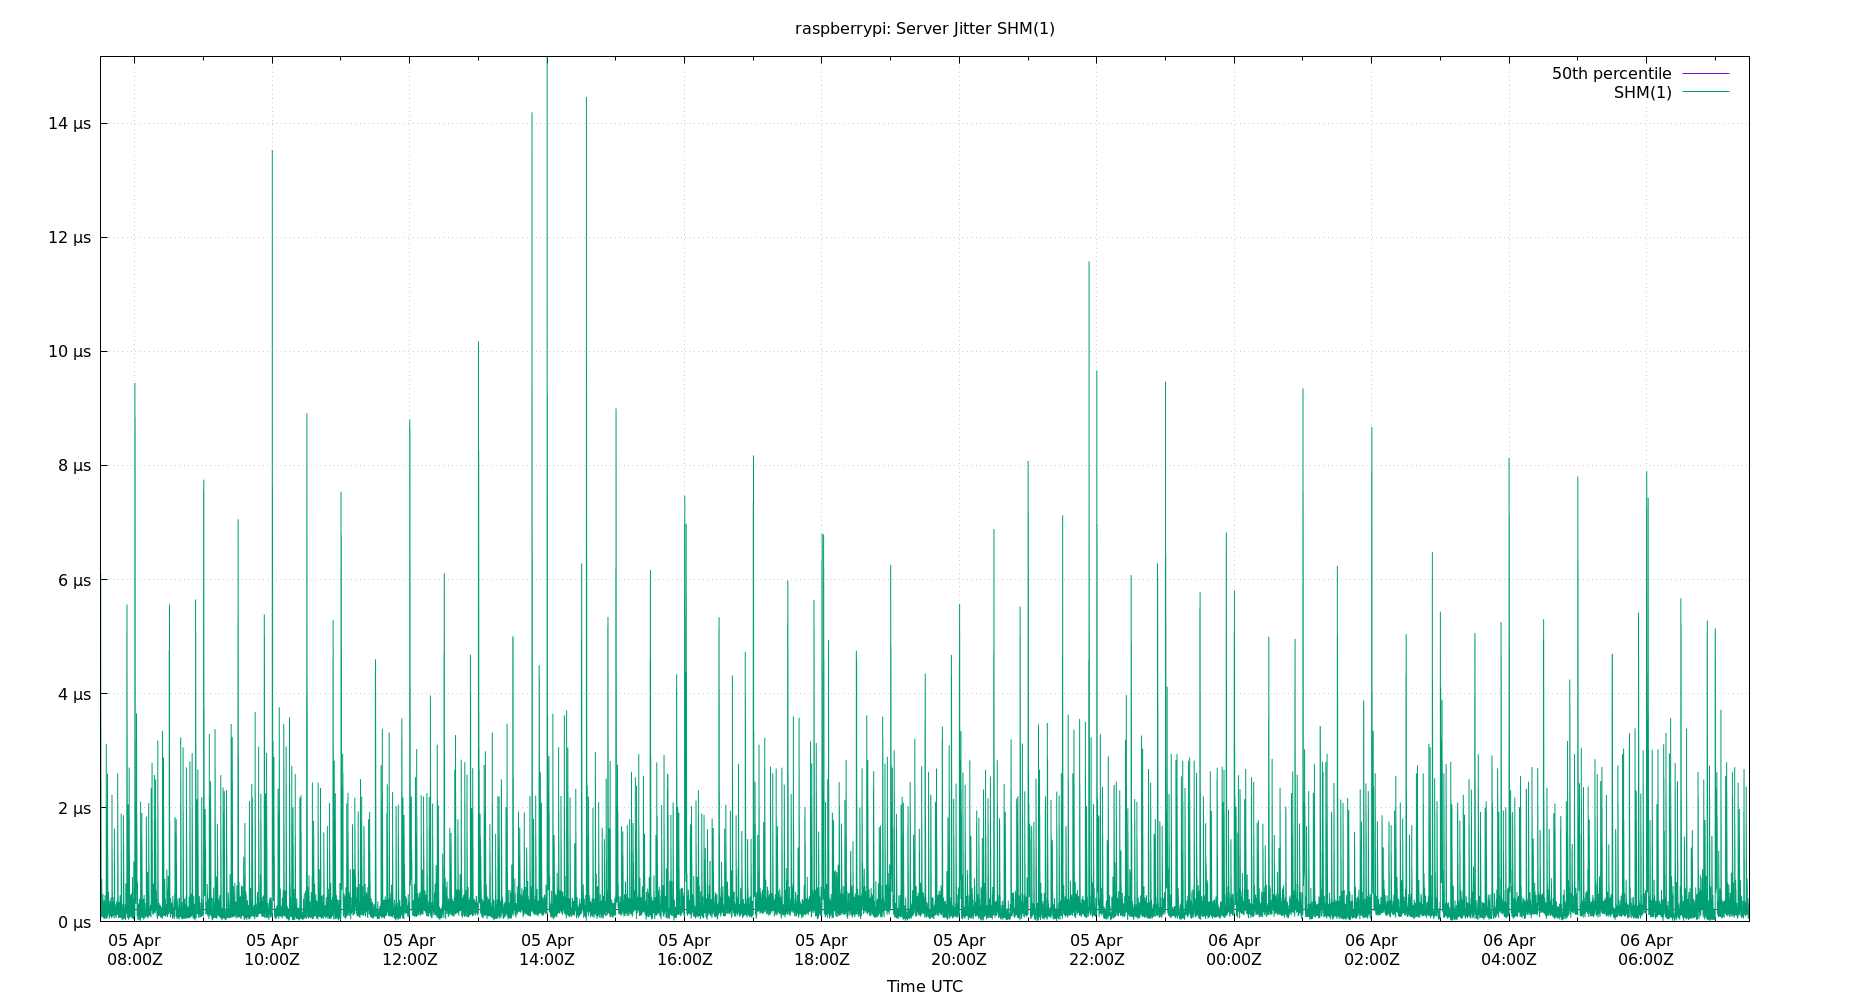 raspberrypi: Server Jitter SHM(1)
50th percentile
SHM(1)
14 µs
12 µs
10 µs
8 µs
6 µs
4 µs
2 µs
0 µs
05 Apr 05 Apr 05 Apr 05 Apr 05 Apr 05 Apr 05 Apr 05 Apr 06 Apr 06 Apr 06 Apr 06 Apr
08:00Z 10:00Z 12:00Z 14:00Z 16:00Z 18:00Z 20:00Z 22:00Z 00:00Z 02:00Z 04:00Z 06:00Z
Time UTC